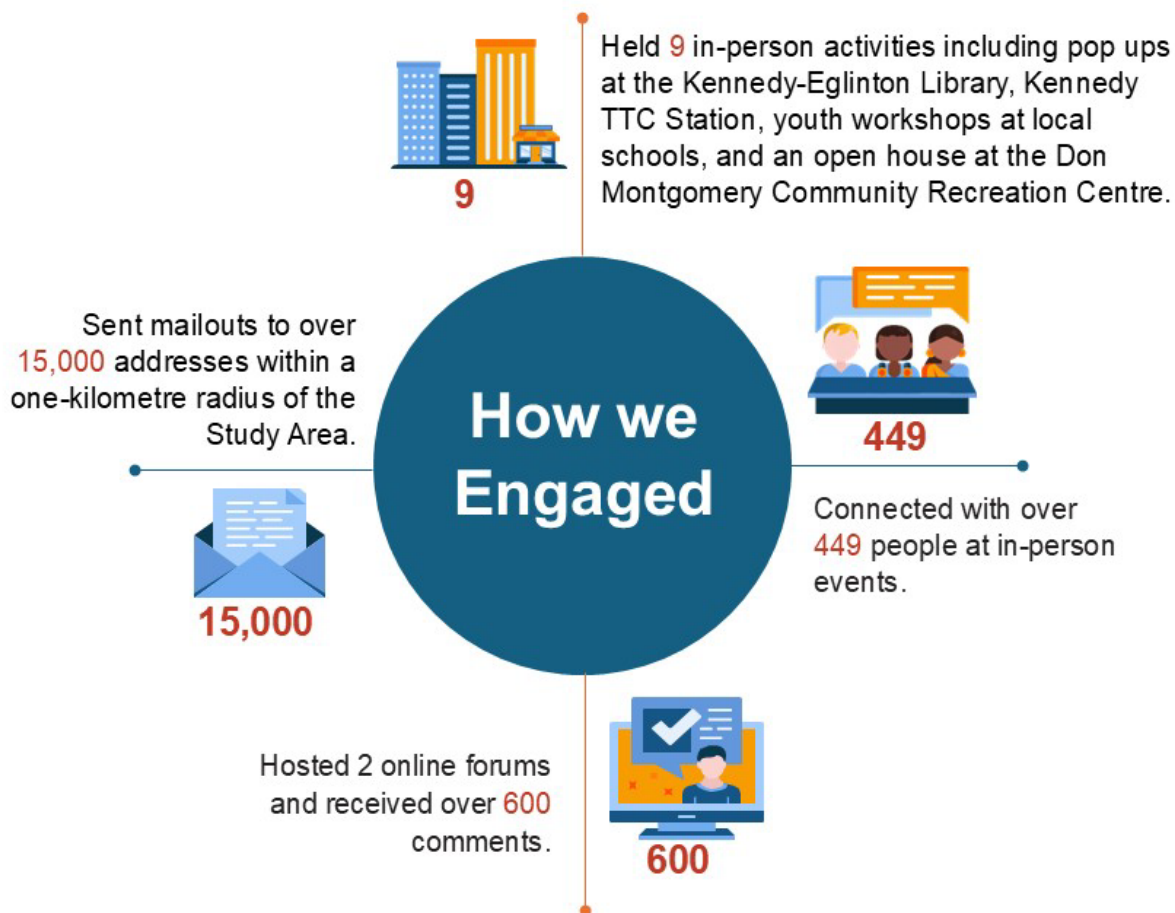 Held 9 in-person activities including pop ups
at the Kennedy-Eglinton Library, Kennedy
TTC Station, youth workshops at local
schools, and an open house at the Don
Montgomery Community Recreation Centre.
9
Sent mailouts to over
15,000 addresses within a
one-kilometre radius of the
Study Area.
15,000
How we
Engaged
449
Connected with over
449 people at in-person
events.
Hosted 2 online forums
and received over 600
comments.
600